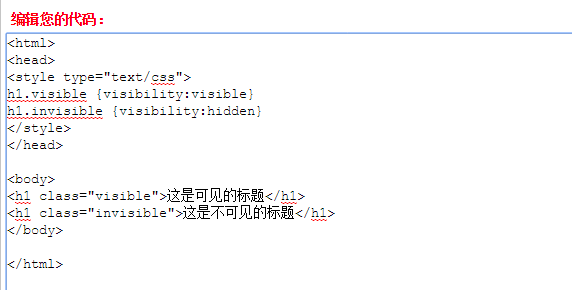 编辑您的代码：
<html>
<head>
<style type="text/css">
h1.visible {visibility:visible}
h1.invisible {visibility:hidden}
</style>
</head>
<body>
<h1 class="visible">这是可见的标题</h1>
<h1 class="invisible">这是不可见的标题</h1>
</body>
</html>